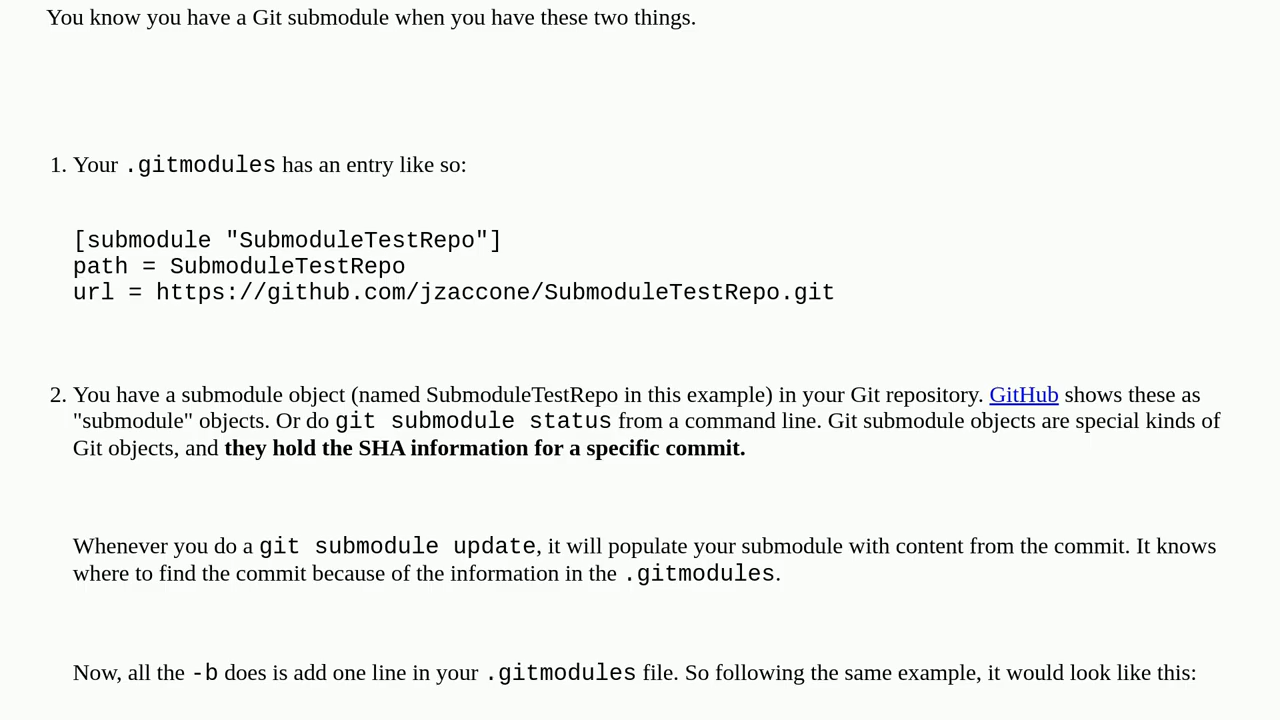 You know you have a Git submodule when you have these two things.
1. Your .gitmodules has an entry like so:
[submodule "SubmoduleTestRepo"]
path = SubmoduleTestRepo
url = https://github.com/jzaccone/SubmoduleTestRepo.git
2. You have a submodule object (named SubmoduleTestRepo in this example) in your Git repository. GitHub shows these as
"submodule" objects. Or do git submodule status from a command line. Git submodule objects are special kinds of
Git objects, and they hold the SHA information for a specific commit.
Whenever you do a git submodule update, it will populate your submodule with content from the commit. It knows
where to find the commit because of the information in the .gitmodules.
Now, all the -b does is add one line in your .gitmodules file. So following the same example, it would look like this: